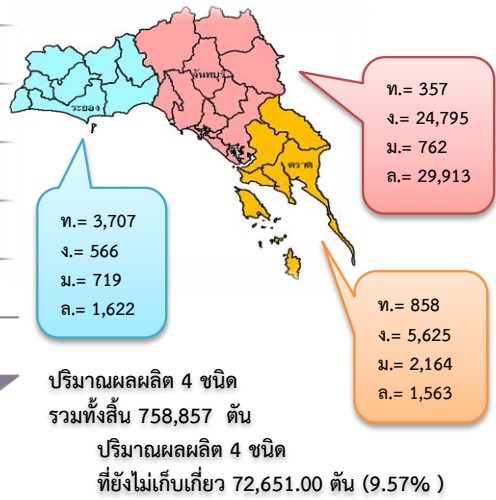 จันทบุรี
ระยอง
ตราด
ท.= 357
ง.= 24,795
ม.= 762
ล.= 29,913
ท.= 3,707
ง.= 566
ม.= 719
ล.= 1,622
ท.= 858
ง.= 5,625
ม.= 2,164
ล.= 1,563
ปริมาณผลผลิต 4 ชนิด
รวมทั้งสิ้น 758,857 ตัน
ปริมาณผลผลิต 4 ชนิด
ที่ยังไม่เก็บเกี่ยว 72,651.00 ตัน (9.57% )